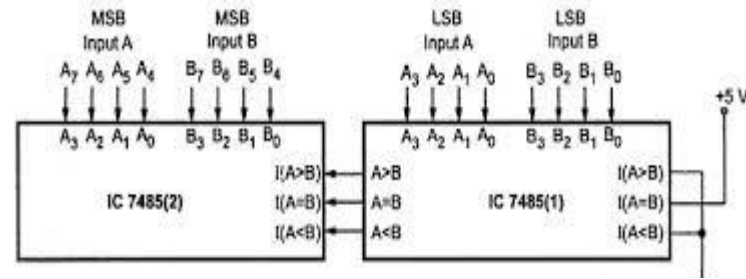 MSB MSB LSB LSB
Input A Input B Input A Input B
A7 A6 A5 A4 B7 B6 B5 B4 A3 A2 A1 A0 B3 B2 B1 B0
+5 V
A3 A2 A1 A0 B3 B2 B1 B0 A3 A2 A1 A0 B3 B2 B1 B0
I(A>B) A>B I(A>B)
IC 7485(2) I(A=B) A=B IC 7485(1) I(A=B)
I(A<B) A<B I(A<B)